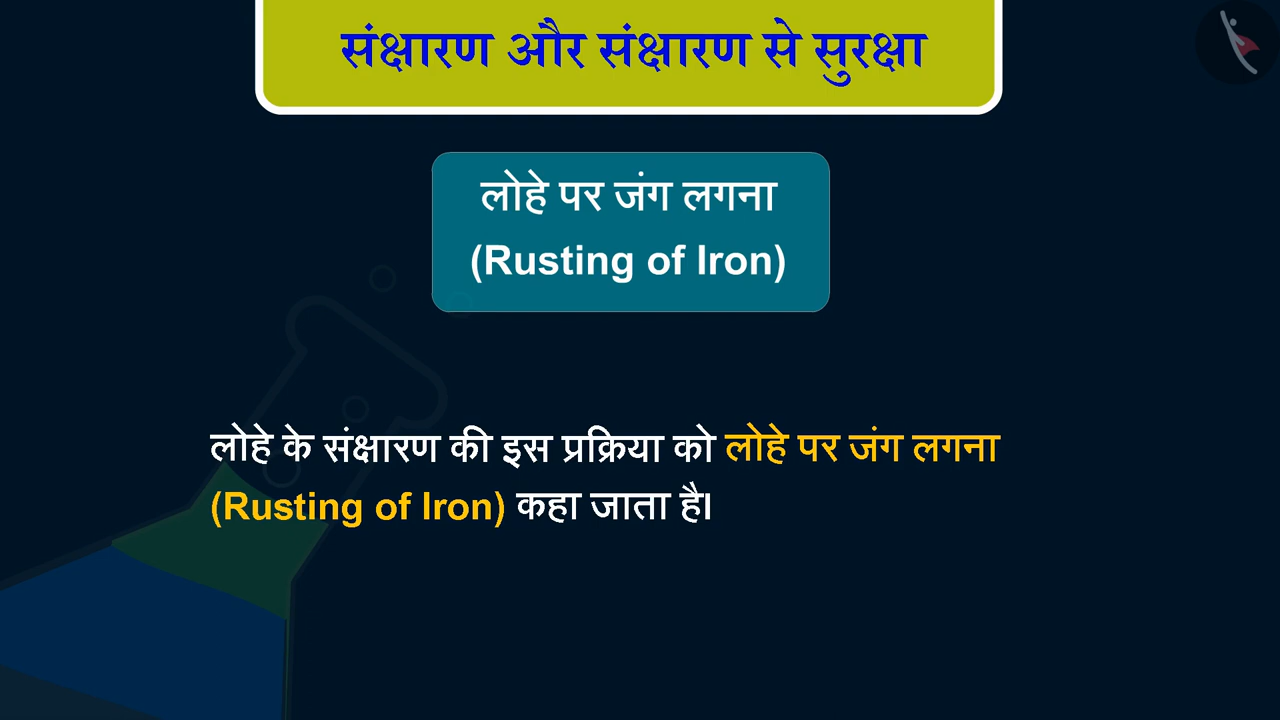 संक्षारण और संक्षारण से सुरक्षा
लोहे पर जंग लगना
(Rusting of Iron)
लोहे के संक्षारण की इस प्रक्रिया को लोहे पर जंग लगना
(Rusting of Iron) कहा जाता है।